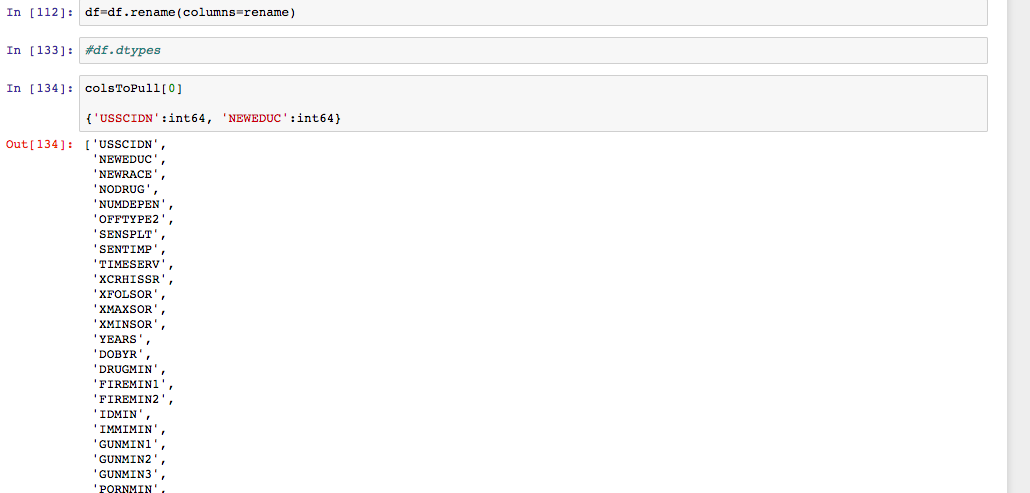 In [112]: df=df.rename(columns=rename)
In [133]: #df.dtypes
In [134]: colsToPull[0]
{'USSCIDN':int64, 'NEWEDUC':int64}
Out[134]: ['USSCIDN',
'NEWEDUC',
'NEWRACE',
'NODRUG',
'NUMDEPEN',
'OFFTYPE2',
'SENSPLT',
'SENTIMP',
'TIMESERV',
'XCRHISSR',
'XFOLSOR',
'XMAXSOR',
'XMINSOR',
'YEARS',
'DOBYR',
'DRUGMIN',
'FIREMIN1',
'FIREMIN2',
'IDMIN',
'IMMIMIN',
'GUNMIN1',
'GUNMIN2',
'GUNMIN3',
'PORNMIN',